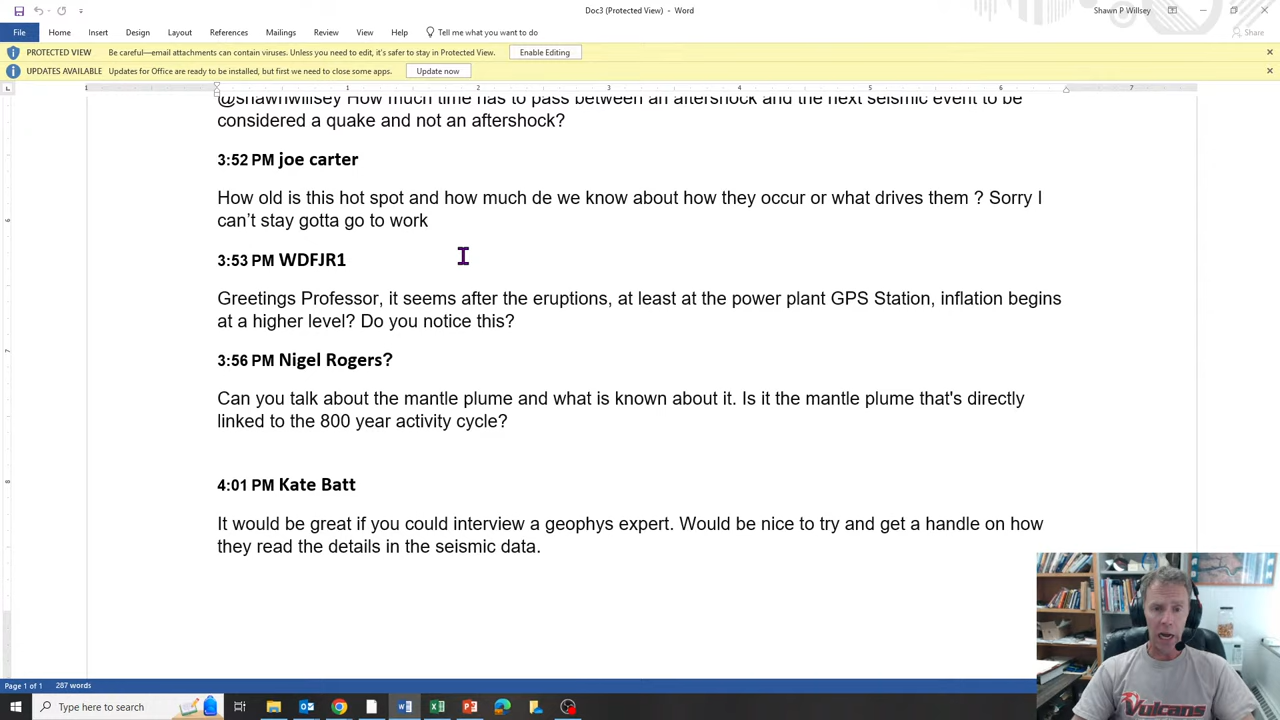 Doc3 (Protected View) - Word
Shawn P Willsey
File Home Insert Design Layout References Mailings Review View Help Tell me what you want to do Share
PROTECTED VIEW Be careful—email attachments can contain viruses. Unless you need to edit, it's safer to stay in Protected View. Enable Editing
UPDATES AVAILABLE Updates for Office are ready to be installed, but first we need to close some apps. Update now
1 1 2 3 4 5 6 7
@shawnwillsey How much time has to pass between an aftershock and the next seismic event to be
considered a quake and not an aftershock?
3:52 PM joe carter
How old is this hot spot and how much de we know about how they occur or what drives them ? Sorry I
can’t stay gotta go to work
3:53 PM WDFJR1
Greetings Professor, it seems after the eruptions, at least at the power plant GPS Station, inflation begins
at a higher level? Do you notice this?
3:56 PM Nigel Rogers?
Can you talk about the mantle plume and what is known about it. Is it the mantle plume that's directly
linked to the 800 year activity cycle?
4:01 PM Kate Batt
It would be great if you could interview a geophys expert. Would be nice to try and get a handle on how
they read the details in the seismic data.
Vulcans
Page 1 of 1 287 words
Type here to search